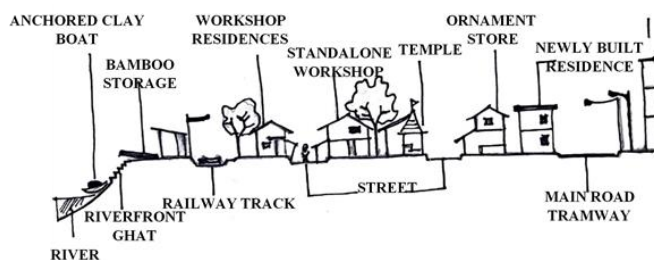 ANCHORED CLAY
BOAT
BAMBOO
STORAGE
WORKSHOP
RESIDENCES
STANDALONE
WORKSHOP
TEMPLE
ORNAMENT
STORE
NEWLY BUILT
RESIDENCE
RIVERFRONT
GHAT
RIVER
RAILWAY TRACK
STREET
MAIN ROAD
TRAMWAY